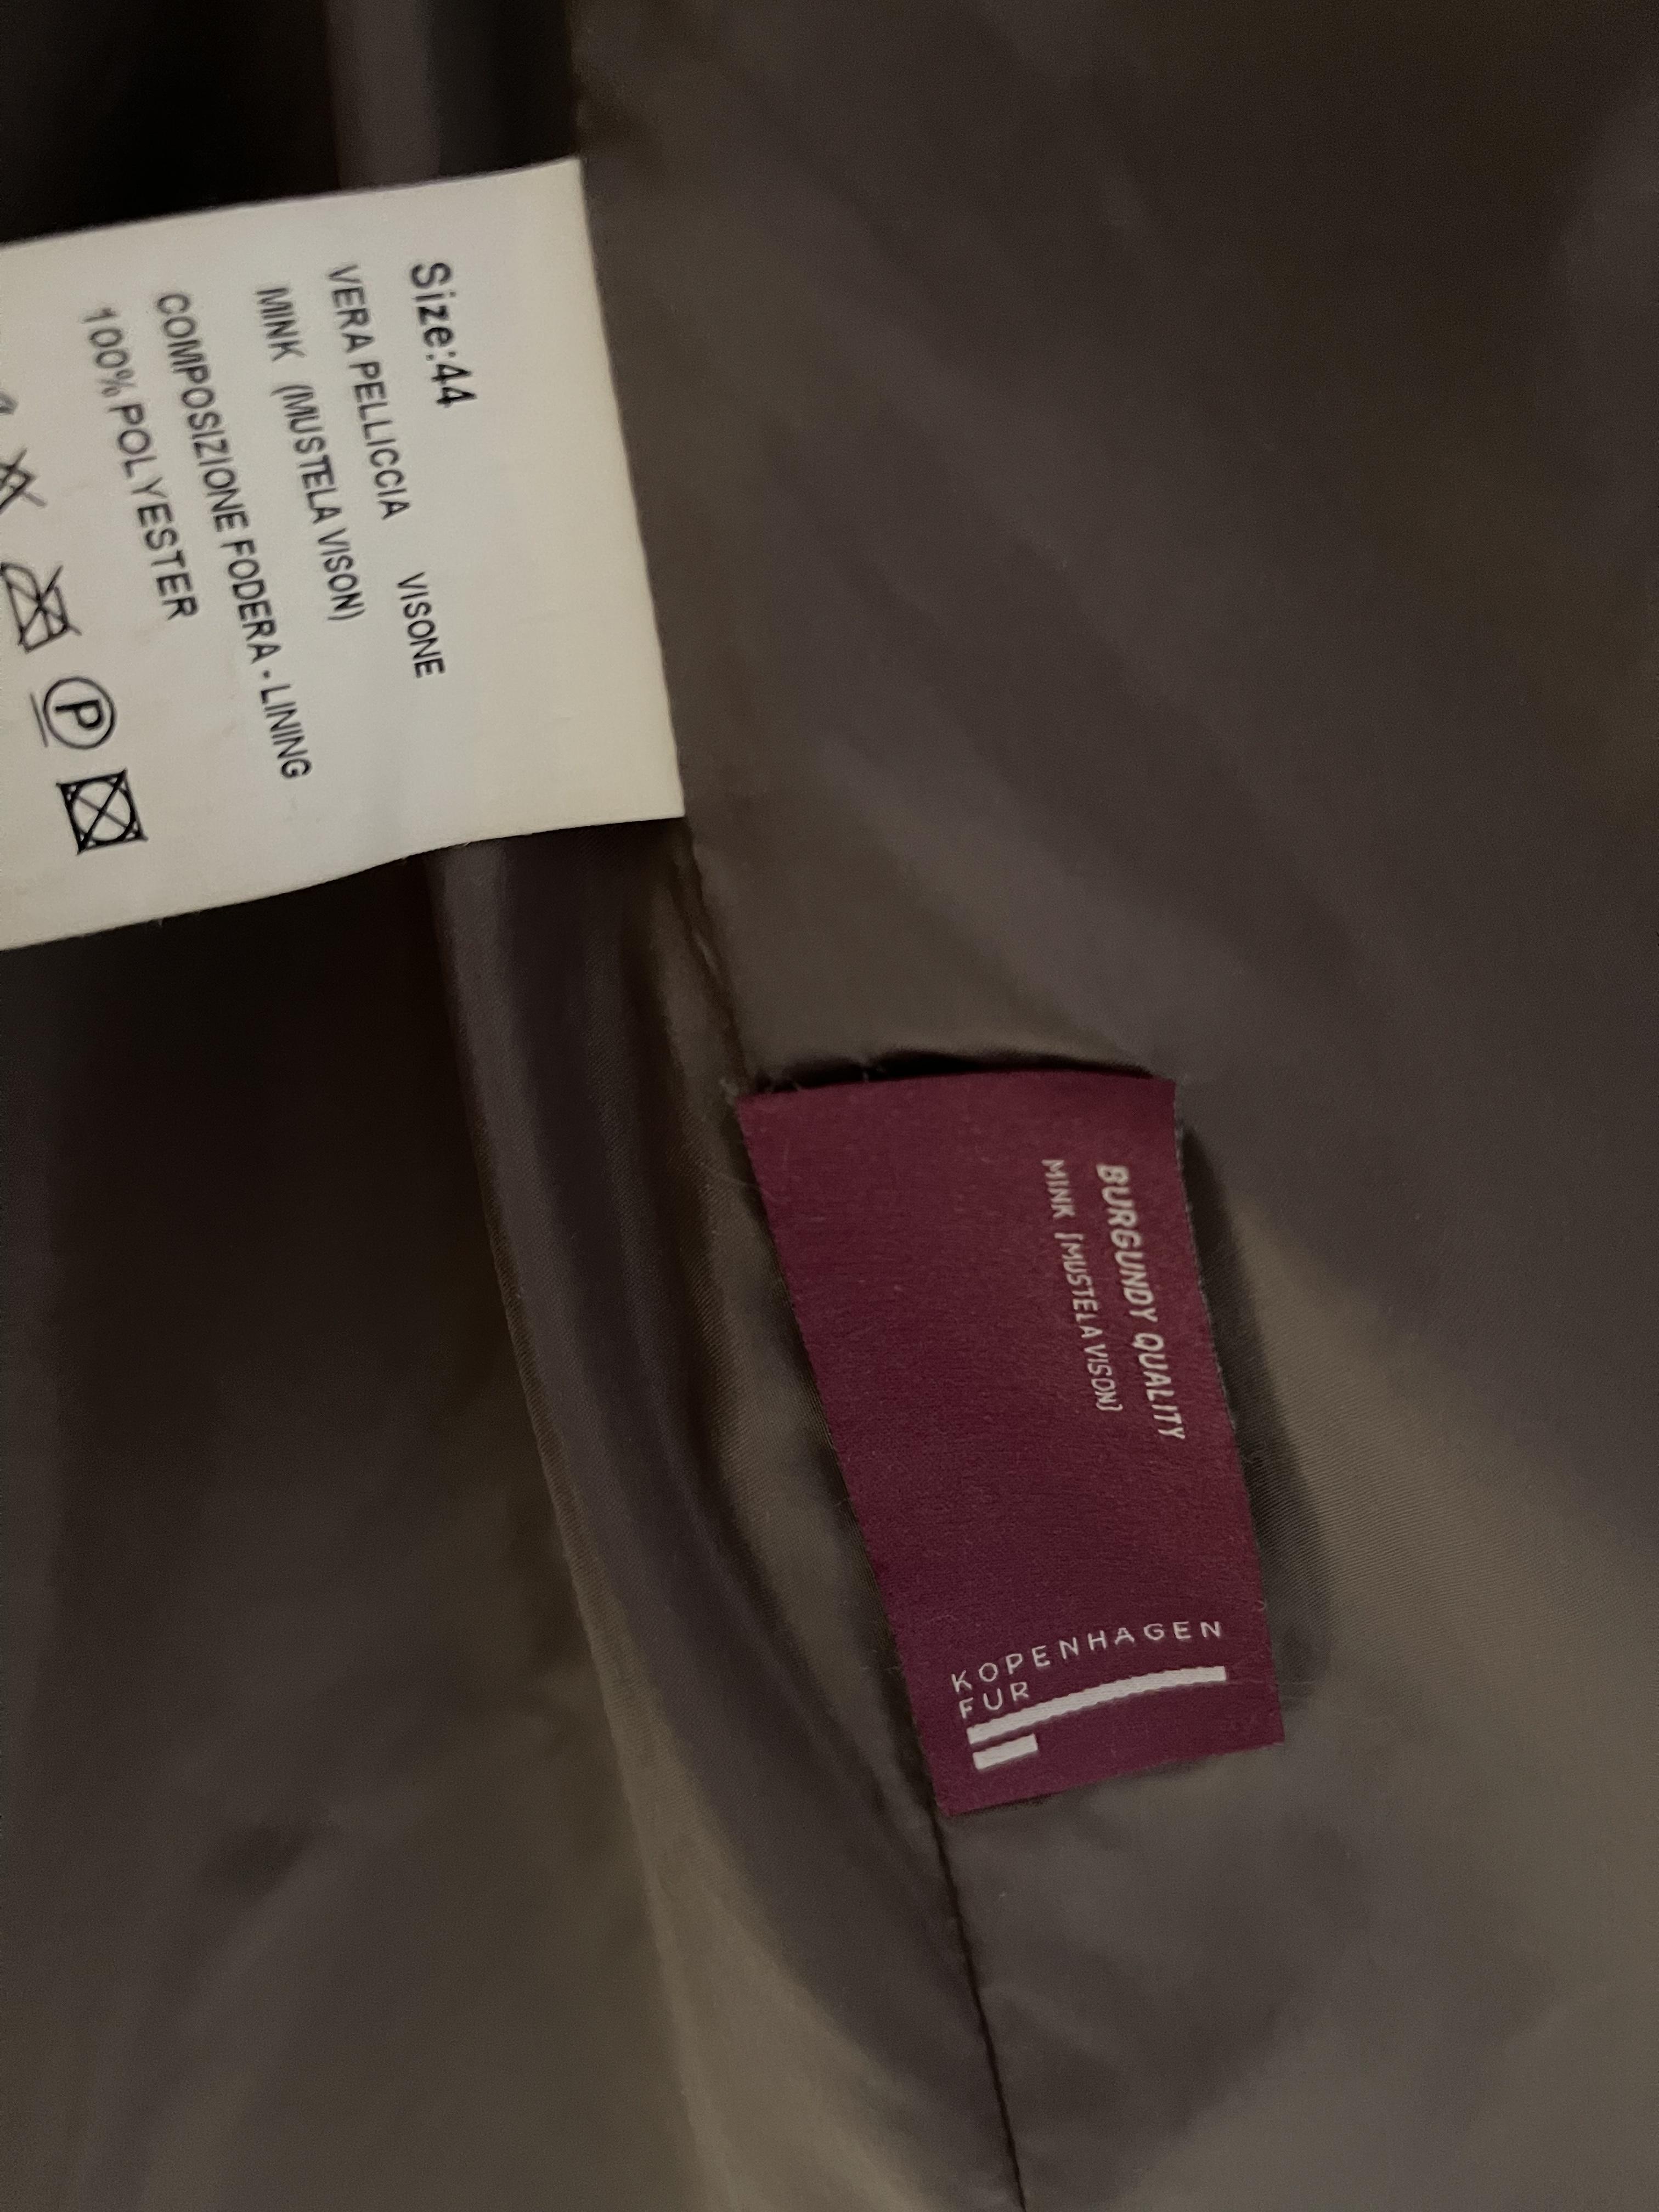 Size:44
VERA PELLICCIA VISONE
MINK (MUSTELA VISON)
COMPOSIZIONE FODERA - LINING
100% POLYESTER
P
BURGUNDY QUALITY
MINK [MUSTELA VISON]
KOPENHAGEN
FUR